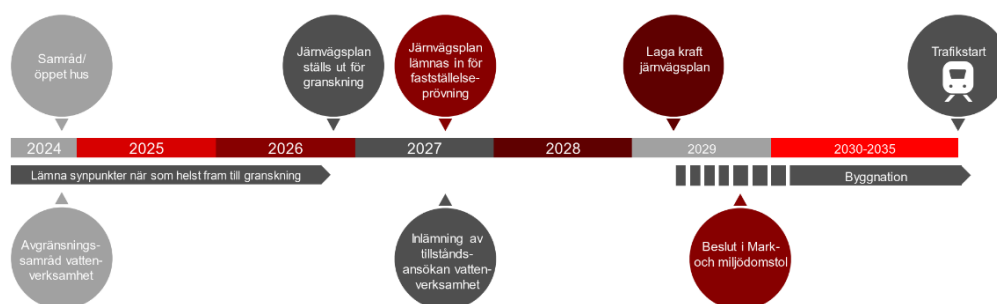 Samråd/
öppet hus
Järnvägsplan
ställs ut för
granskning
Järnvägsplan
lämnas in för
fastställelse-
prövning
Laga kraft
järnvägsplan
Trafikstart
2024
2025
2026
2027
2028
2029
2030-2035
Lämna synpunkter när som helst fram till granskning
Byggnation
Avgränsnings-
samråd vatten-
verksamhet
Inlämning av
tillstånds-
ansökan vatten-
verksamhet
Beslut i Mark-
och miljödomstol